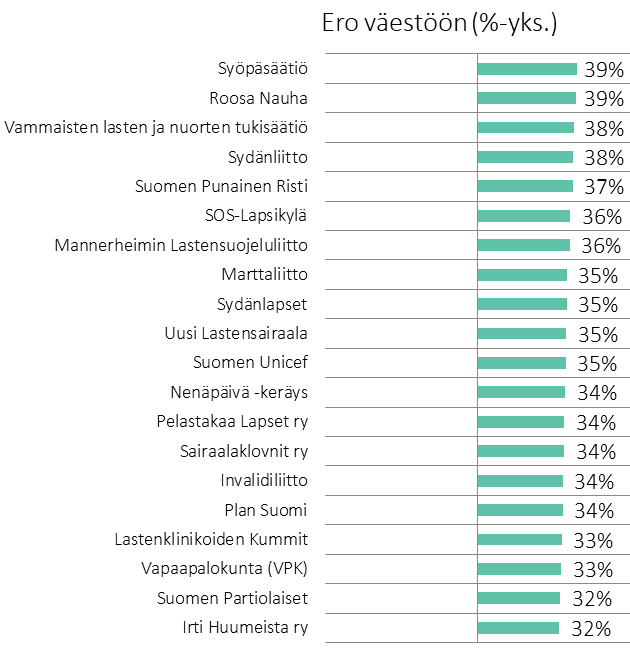 Ero väestöön (%-yks.)
Syöpäsäätiö 39%
Roosa Nauha 39%
Vammaisten lasten ja nuorten tukisäätiö 38%
Sydänliitto 38%
Suomen Punainen Risti 37%
SOS-Lapsikylä 36%
Mannerheimin Lastensuojeluliitto 36%
Marttaliitto 35%
Sydänlapset 35%
Uusi Lastensairaala 35%
Suomen Unicef 35%
Nenäpäivä -keräys 34%
Pelastakaa Lapset ry 34%
Sairaalaklovnit ry 34%
Invalidiliitto 34%
Plan Suomi 34%
Lastenklinikoiden Kummit 33%
Vapaapalokunta (VPK) 33%
Suomen Partiolaiset 32%
Irti Huumeista ry 32%